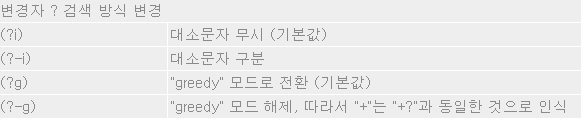 변경자 ? 검색 방식 변경
(?i) 대소문자 무시 (기본값)
(?-i) 대소문자 구분
(?g) "greedy" 모드로 전환 (기본값)
(?-g) "greedy" 모드 해제, 따라서 "+"는 "+?"과 동일한 것으로 인식